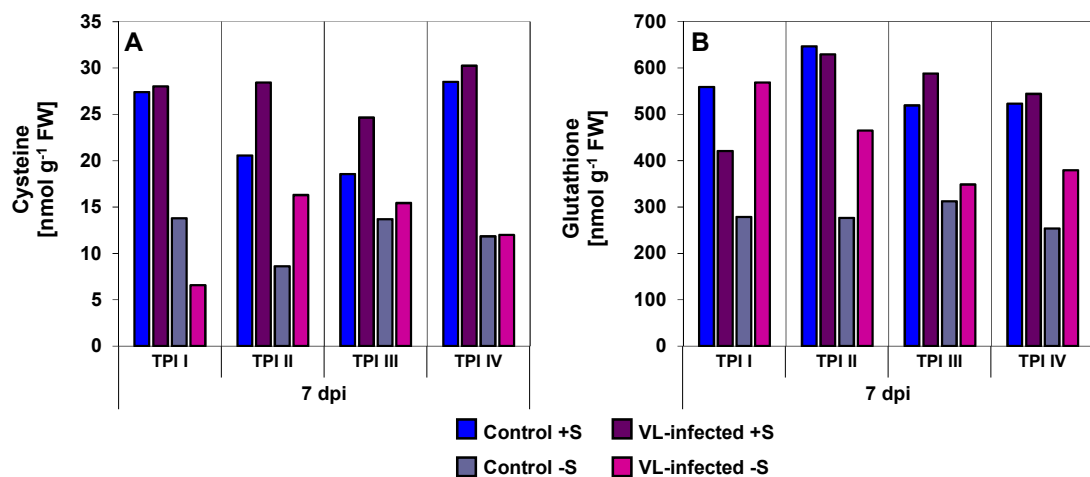 A
Cysteine
[nmol g⁻¹ FW]
35
30
25
20
15
10
5
0
TPI I TPI II TPI III TPI IV
7 dpi
B
Glutathione
[nmol g⁻¹ FW]
700
600
500
400
300
200
100
0
TPI I TPI II TPI III TPI IV
7 dpi
Control +S VL-infected +S
Control -S VL-infected -S